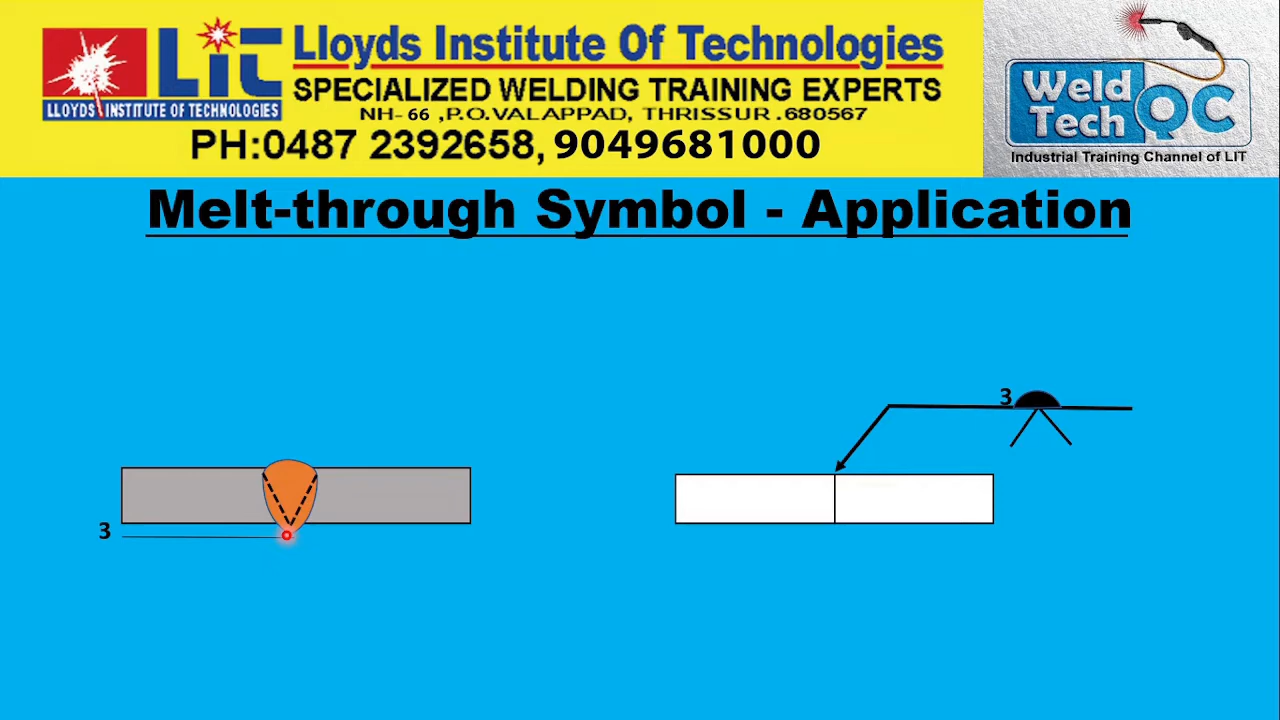 LiT
LLOYDS INSTITUTE OF TECHNOLOGIES
Lloyds Institute Of Technologies
SPECIALIZED WELDING TRAINING EXPERTS
NH- 66 ,P.O.VALAPPAD, THRISSUR .680567
PH:0487 2392658, 9049681000
Weld
Tech QC
Industrial Training Channel of LIT
Melt-through Symbol - Application
3
3